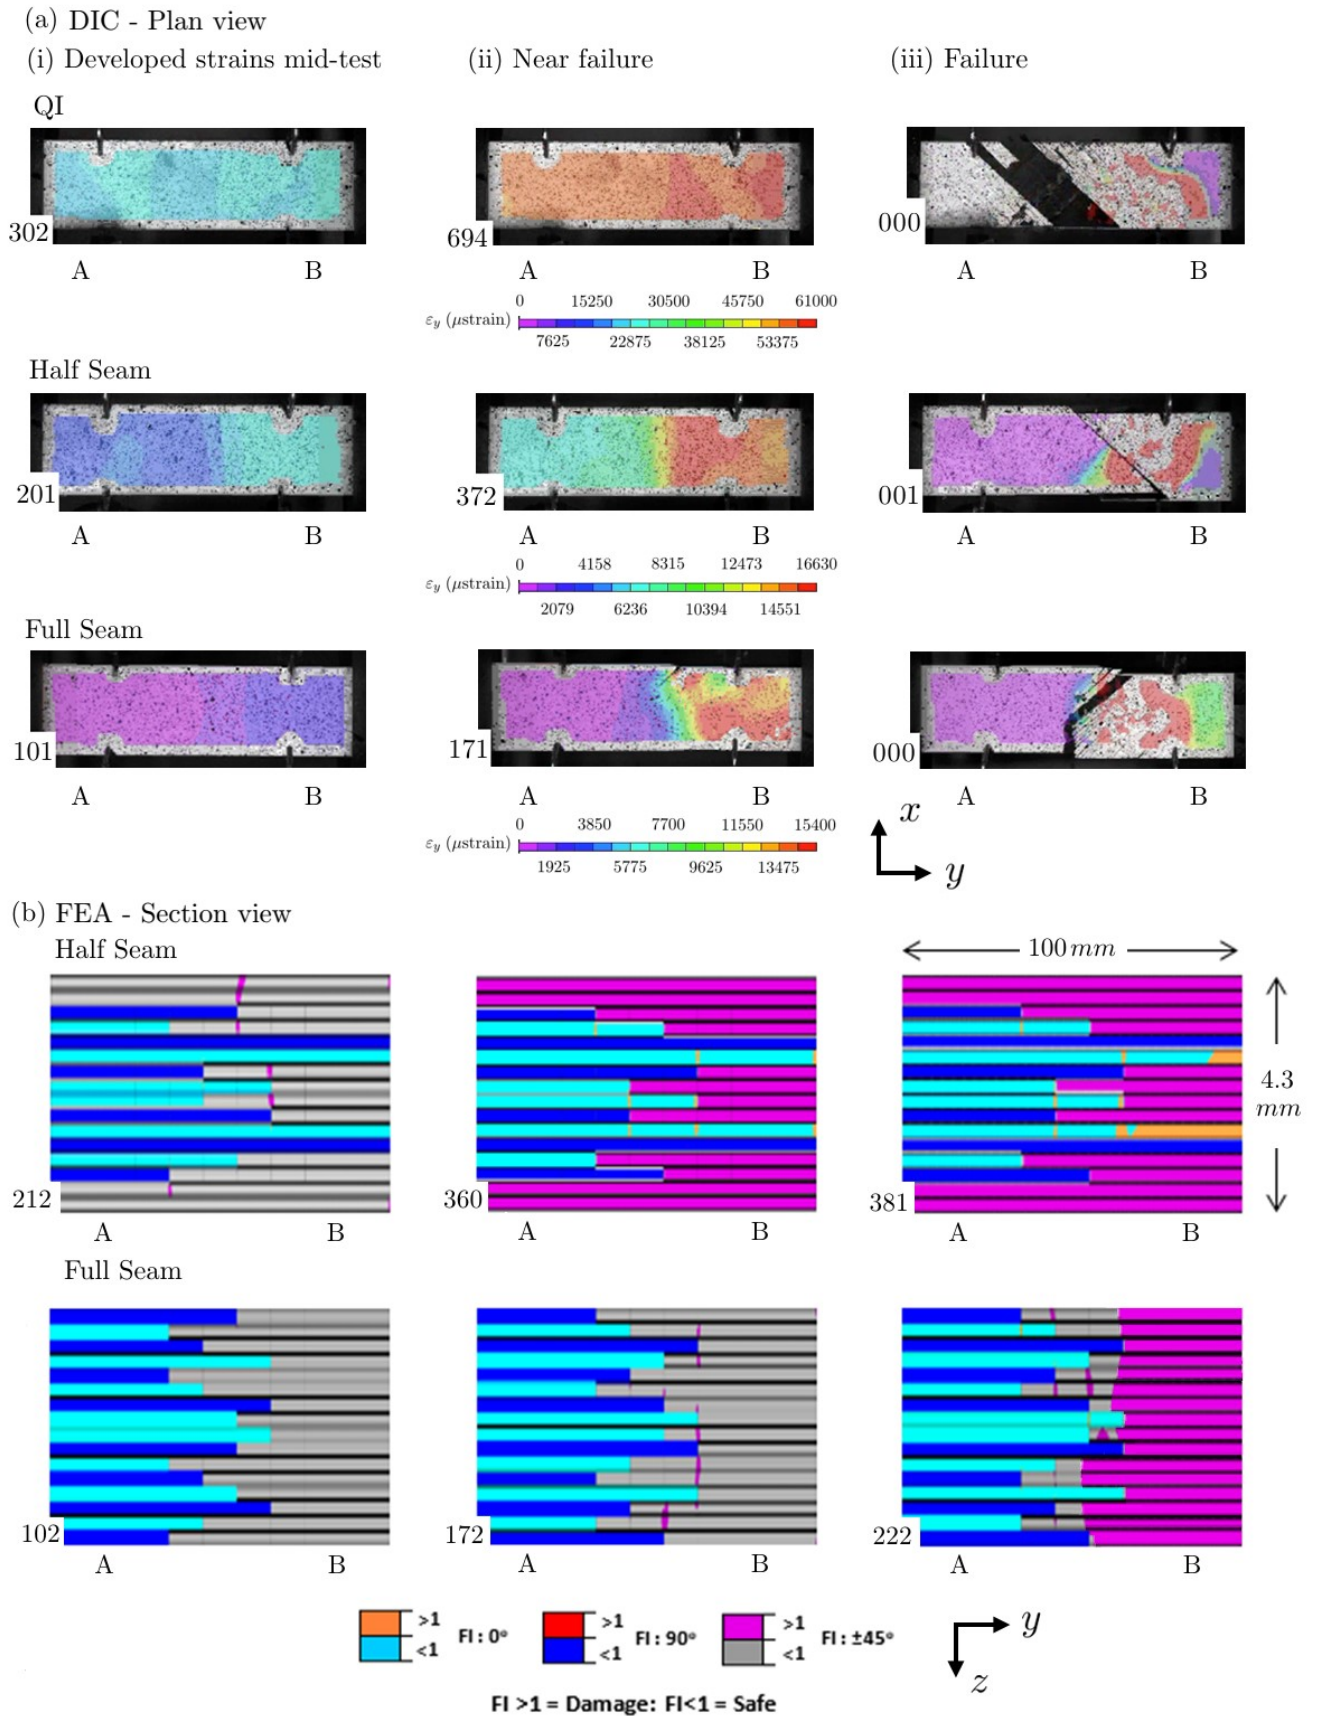 (a) DIC - Plan view
(i) Developed strains mid-test (ii) Near failure (iii) Failure
QI
302 694 000
A B A B A B
0 15250 30500 45750 61000
εy (μstrain)
7625 22875 38125 53375
Half Seam
201 372 001
A B A B A B
0 4158 8315 12473 16630
εy (μstrain)
2079 6236 10394 14551
Full Seam
101 171 000
A B A B A B
0 3850 7700 11550 15400
εy (μstrain)
1925 5775 9625 13475
x
y
(b) FEA - Section view
Half Seam
100 mm
4.3
mm
212 360 381
A B A B A B
Full Seam
102 172 222
A B A B A B
>1 >1 >1
FI : 0° FI : 90° FI : ±45°
<1 <1 <1
y
z
FI >1 = Damage: FI<1 = Safe